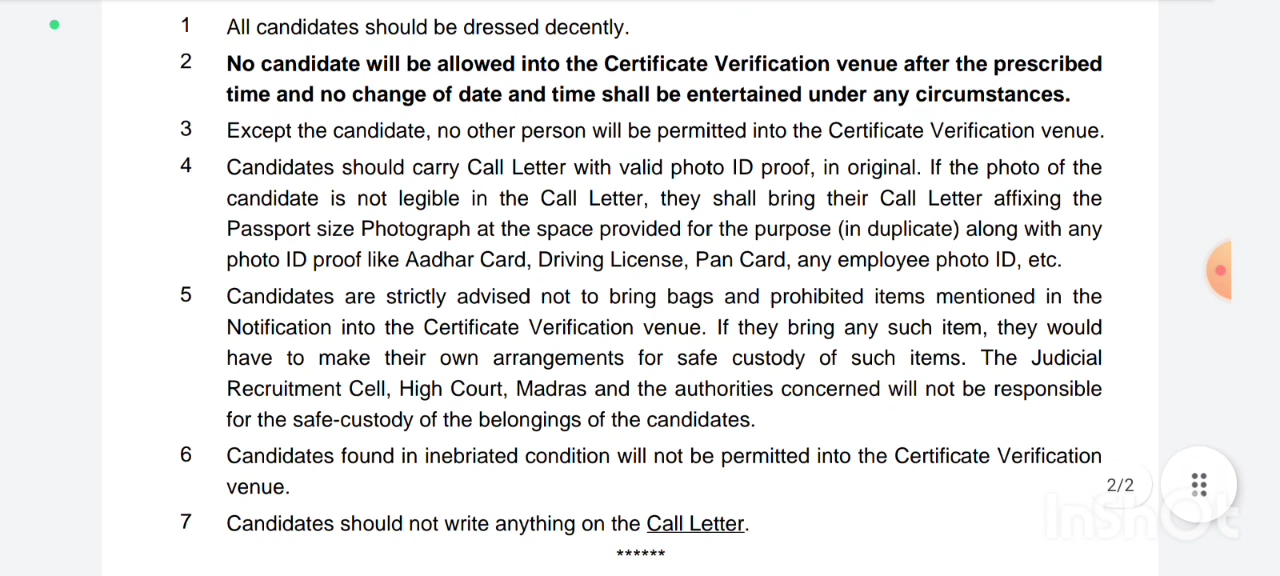 1 All candidates should be dressed decently.
2 No candidate will be allowed into the Certificate Verification venue after the prescribed
time and no change of date and time shall be entertained under any circumstances.
3 Except the candidate, no other person will be permitted into the Certificate Verification venue.
4 Candidates should carry Call Letter with valid photo ID proof, in original. If the photo of the
candidate is not legible in the Call Letter, they shall bring their Call Letter affixing the
Passport size Photograph at the space provided for the purpose (in duplicate) along with any
photo ID proof like Aadhar Card, Driving License, Pan Card, any employee photo ID, etc.
5 Candidates are strictly advised not to bring bags and prohibited items mentioned in the
Notification into the Certificate Verification venue. If they bring any such item, they would
have to make their own arrangements for safe custody of such items. The Judicial
Recruitment Cell, High Court, Madras and the authorities concerned will not be responsible
for the safe-custody of the belongings of the candidates.
6 Candidates found in inebriated condition will not be permitted into the Certificate Verification
venue.
2/2
7 Candidates should not write anything on the Call Letter.
InShot
******